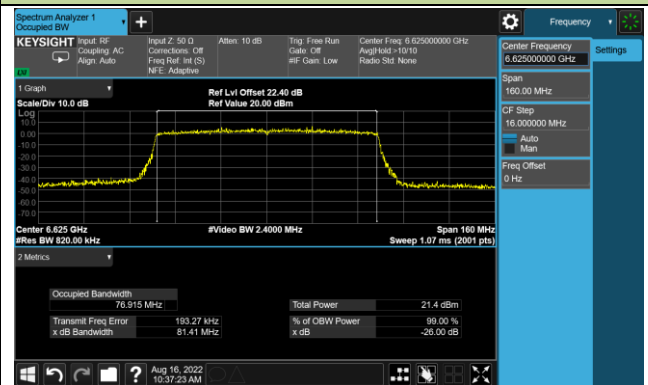 Spectrum Analyzer 1
Occupied BW
Frequency
KEYSIGHT
Input: RF
Coupling: AC
Align: Auto
Input Z: 50 Ω
Corrections: Off
Freq Ref: Int (S)
NFE: Adaptive
Atten: 10 dB
Trig: Free Run
Gate: Off
#IF Gain: Low
Center Freq: 6.625000000 GHz
Avg|Hold:>10/10
Radio Std: None
Center Frequency
6.625000000 GHz
Settings
Span
160.00 MHz
CF Step
16.000000 MHz
Auto
Man
Freq Offset
0 Hz
1 Graph
Scale/Div 10.0 dB
Ref Lvl Offset 22.40 dB
Ref Value 20.00 dBm
Log
10.0
0.00
-10.0
-20.0
-30.0
-40.0
-50.0
-60.0
-70.0
Center 6.625 GHz
#Res BW 820.00 kHz
#Video BW 2.4000 MHz
Span 160 MHz
Sweep 1.07 ms (2001 pts)
2 Metrics
Occupied Bandwidth
76.915 MHz
Total Power 21.4 dBm
Transmit Freq Error 193.27 kHz
% of OBW Power 99.00 %
x dB Bandwidth 81.41 MHz
x dB -26.00 dB
Aug 16, 2022
10:37:23 AM